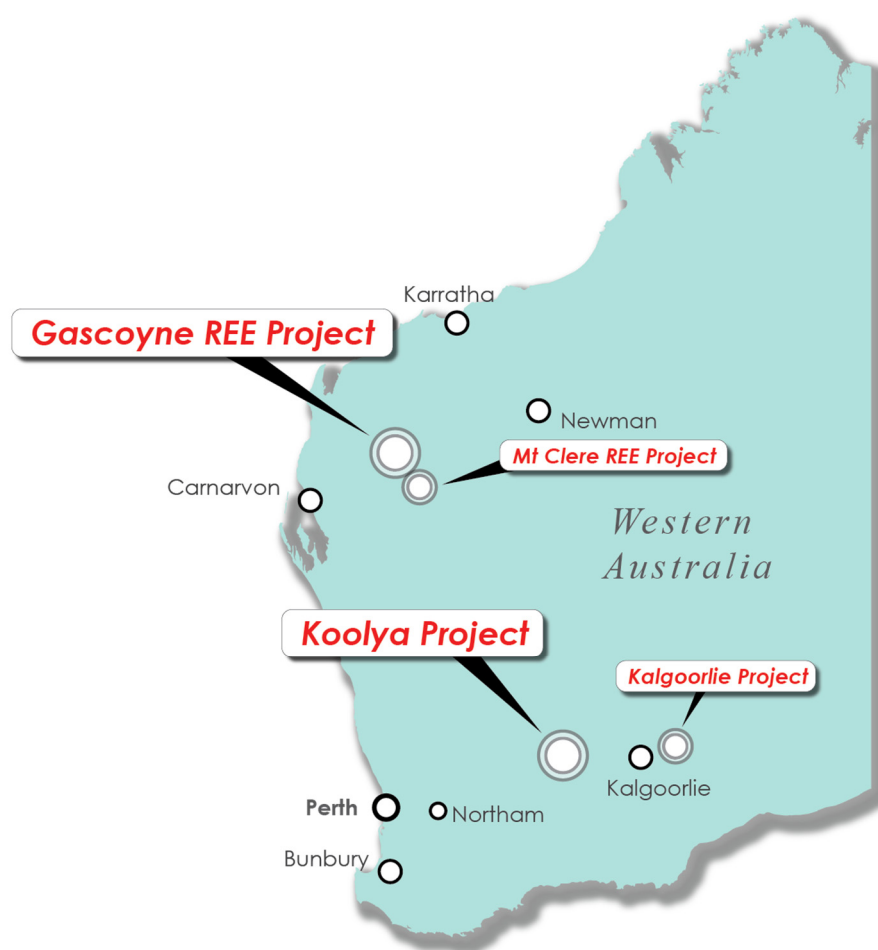 Karratha
Gascoyne REE Project
Newman
Mt Clere REE Project
Carnarvon
Western
Australia
Koolya Project
Kalgoorlie Project
Kalgoorlie
Perth
Northam
Bunbury